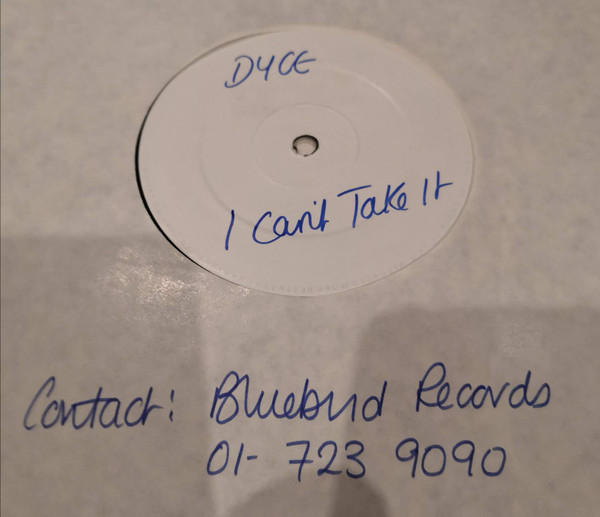 DYCE
I Can't Take It
Contact: Bluebird Records
01- 723 9090